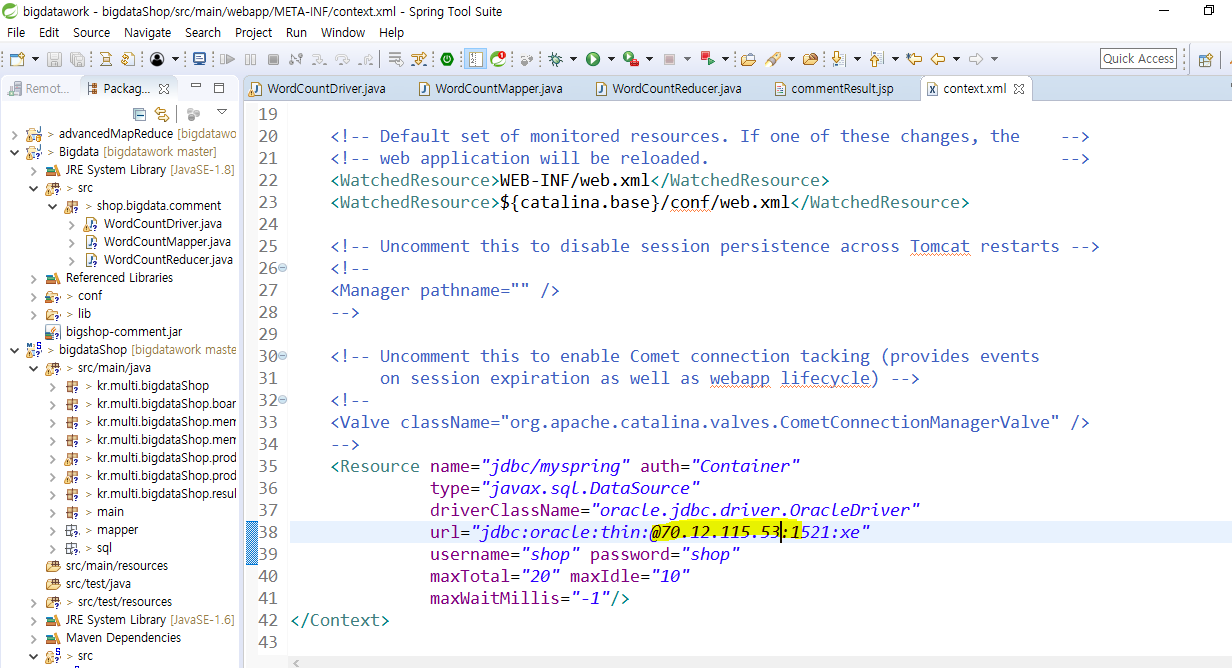 bigdatawork - bigdataShop/src/main/webapp/META-INF/context.xml - Spring Tool Suite
File Edit Source Navigate Search Project Run Window Help
Quick Access
Remot...
Packag...
WordCountDriver.java
WordCountMapper.java
WordCountReducer.java
commentResult.jsp
context.xml
> advancedMapReduce [bigdatawo
> Bigdata [bigdatawork master]
JRE System Library [JavaSE-1.8]
> src
> shop.bigdata.comment
WordCountDriver.java
WordCountMapper.java
WordCountReducer.java
Referenced Libraries
> conf
> lib
bigshop-comment.jar
> bigdataShop [bigdatawork maste
> src/main/java
> kr.multi.bigdataShop
> kr.multi.bigdataShop.boar
> kr.multi.bigdataShop.mem
> kr.multi.bigdataShop.mem
> kr.multi.bigdataShop.prod
> kr.multi.bigdataShop.prod
> kr.multi.bigdataShop.resul
> main
> mapper
> sql
src/main/resources
src/test/java
> src/test/resources
JRE System Library [JavaSE-1.6]
Maven Dependencies
> src
19
20 <!-- Default set of monitored resources. If one of these changes, the -->
21 <!-- web application will be reloaded. -->
22 <WatchedResource>WEB-INF/web.xml</WatchedResource>
23 <WatchedResource>${catalina.base}/conf/web.xml</WatchedResource>
24
25 <!-- Uncomment this to disable session persistence across Tomcat restarts -->
26 <!--
27 <Manager pathname="" />
28 -->
29
30 <!-- Uncomment this to enable Comet connection tacking (provides events
31 on session expiration as well as webapp lifecycle) -->
32 <!--
33 <Valve className="org.apache.catalina.valves.CometConnectionManagerValve" />
34 -->
35 <Resource name="jdbc/myspring" auth="Container"
36 type="javax.sql.DataSource"
37 driverClassName="oracle.jdbc.driver.OracleDriver"
38 url="jdbc:oracle:thin:@70.12.115.53:1521:xe"
39 username="shop" password="shop"
40 maxTotal="20" maxIdle="10"
41 maxWaitMillis="-1"/>
42 </Context>
43